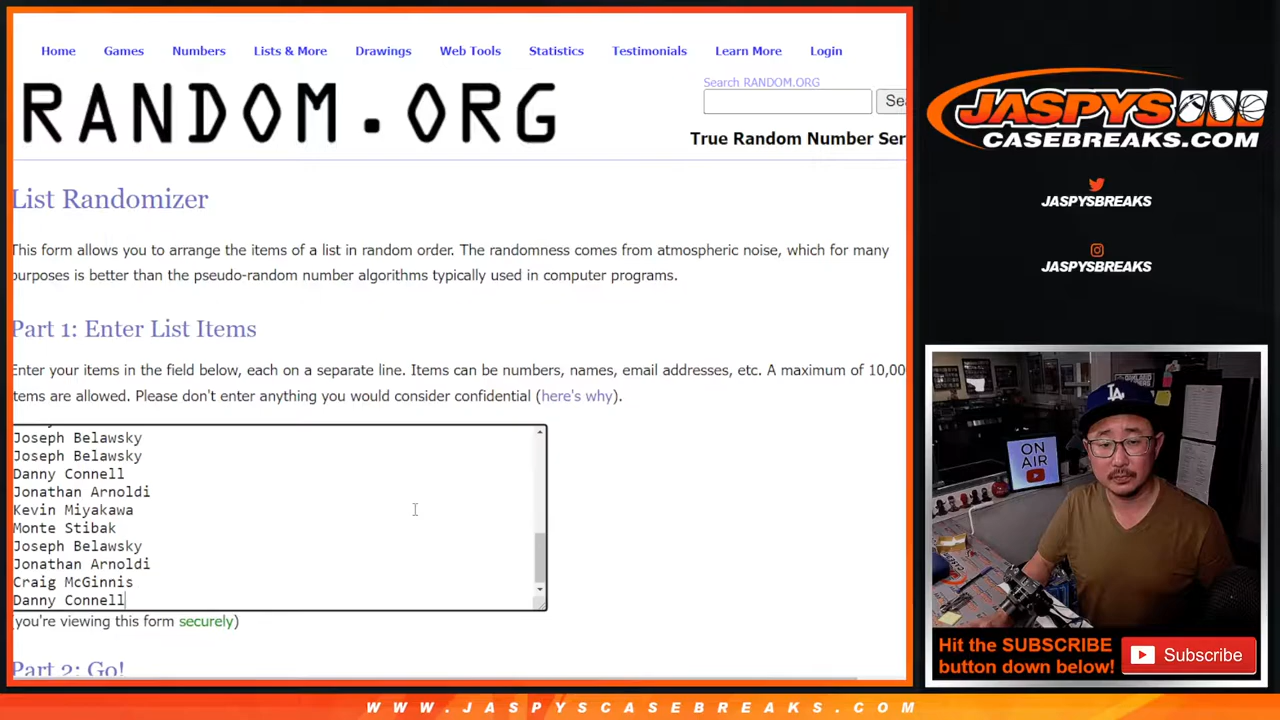 Home Games Numbers Lists & More Drawings Web Tools Statistics Testimonials Learn More Login
RANDOM.ORG
Search RANDOM.ORG
Sea
True Random Number Ser
List Randomizer
This form allows you to arrange the items of a list in random order. The randomness comes from atmospheric noise, which for many
purposes is better than the pseudo-random number algorithms typically used in computer programs.
Part 1: Enter List Items
Enter your items in the field below, each on a separate line. Items can be numbers, names, email addresses, etc. A maximum of 10,00
items are allowed. Please don't enter anything you would consider confidential (here's why).
Joseph Belawsky
Joseph Belawsky
Danny Connell
Jonathan Arnoldi
Kevin Miyakawa
Monte Stibak
Joseph Belawsky
Jonathan Arnoldi
Craig McGinnis
Danny Connell
(you're viewing this form securely)
Part 2: Go!
JASPYS
CASEBREAKS.COM
JASPYSBREAKS
JASPYSBREAKS
ON
AIR
LA
Hit the SUBSCRIBE
button down below!
Subscribe
WWW.JASPYSCASEBREAKS.COM